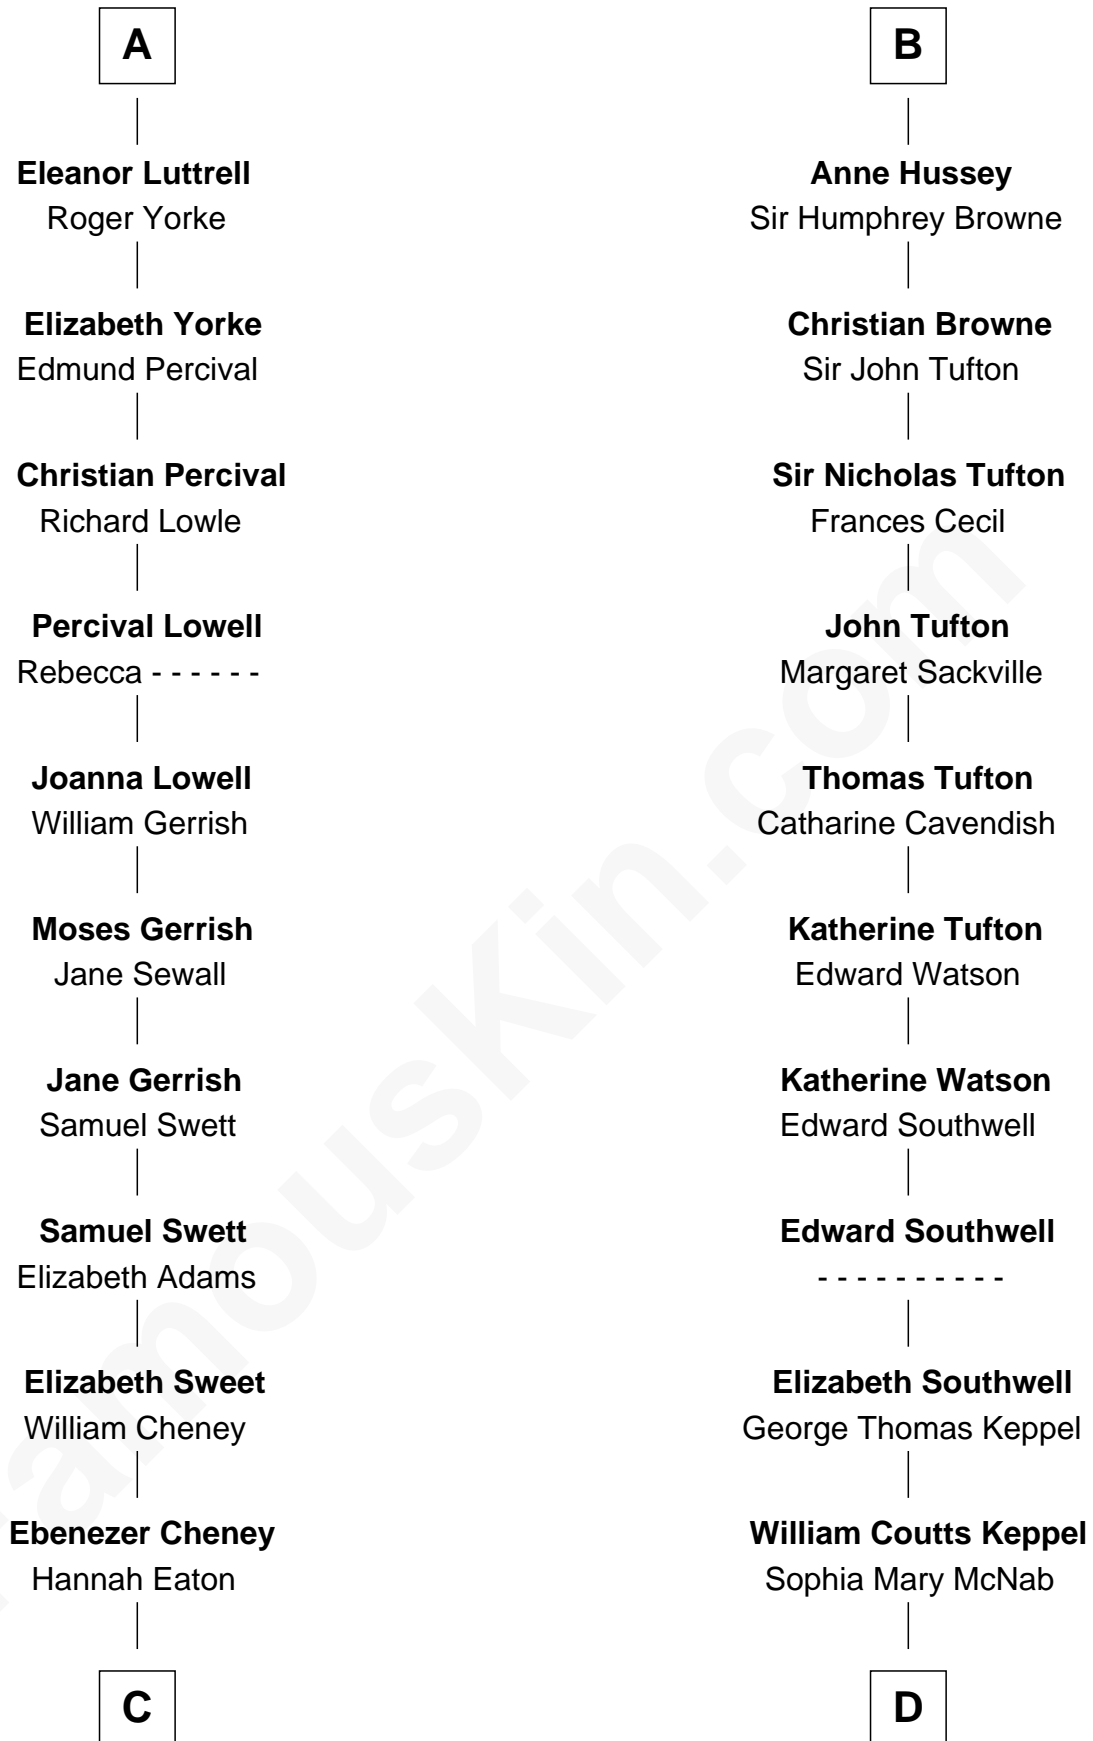 A
Eleanor Luttrell
Roger Yorke
Elizabeth Yorke
Edmund Percival
Christian Percival
Richard Lowle
Percival Lowell
Rebecca - - - - - -
Joanna Lowell
William Gerrish
Moses Gerrish
Jane Sewall
Jane Gerrish
Samuel Swett
Samuel Swett
Elizabeth Adams
Elizabeth Sweet
William Cheney
Ebenezer Cheney
Hannah Eaton
C
B
Anne Hussey
Sir Humphrey Browne
Christian Browne
Sir John Tufton
Sir Nicholas Tufton
Frances Cecil
John Tufton
Margaret Sackville
Thomas Tufton
Catharine Cavendish
Katherine Tufton
Edward Watson
Katherine Watson
Edward Southwell
Edward Southwell
- - - - - - - - - -
Elizabeth Southwell
George Thomas Keppel
William Coutts Keppel
Sophia Mary McNab
D
FamousKin.com